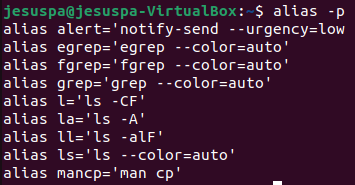 jesuspa@jesuspa-VirtualBox:~$ alias -p
alias alert='notify-send --urgency=low
alias egrep='egrep --color=auto'
alias fgrep='fgrep --color=auto'
alias grep='grep --color=auto'
alias l='ls -CF'
alias la='ls -A'
alias ll='ls -alF'
alias ls='ls --color=auto'
alias mancp='man cp'